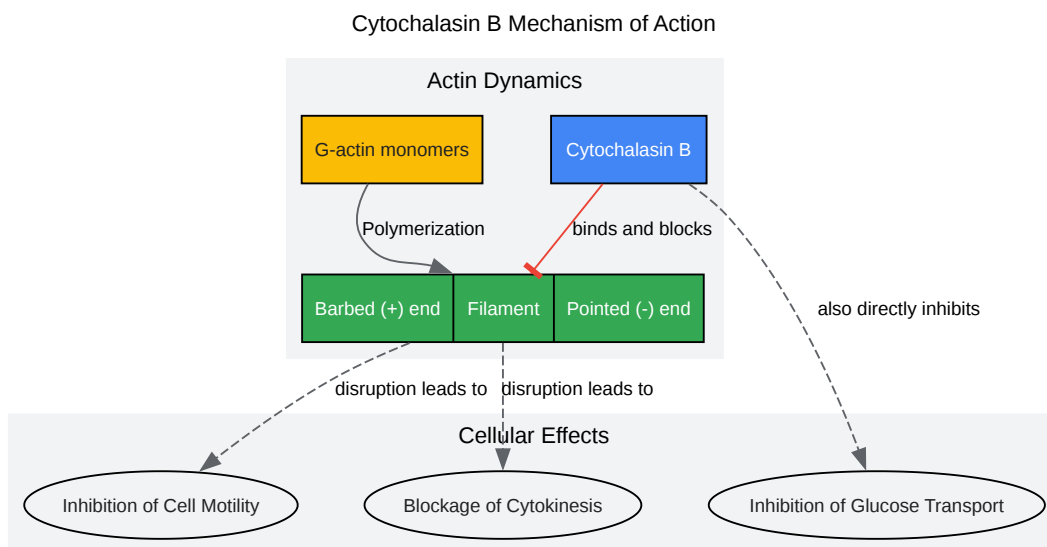 Cytochalasin B Mechanism of Action
Actin Dynamics
G-actin monomers
Cytochalasin B
Polymerization
binds and blocks
Barbed (+) end
Filament
Pointed (-) end
also directly inhibits
disruption leads to
disruption leads to
Cellular Effects
Inhibition of Cell Motility
Blockage of Cytokinesis
Inhibition of Glucose Transport